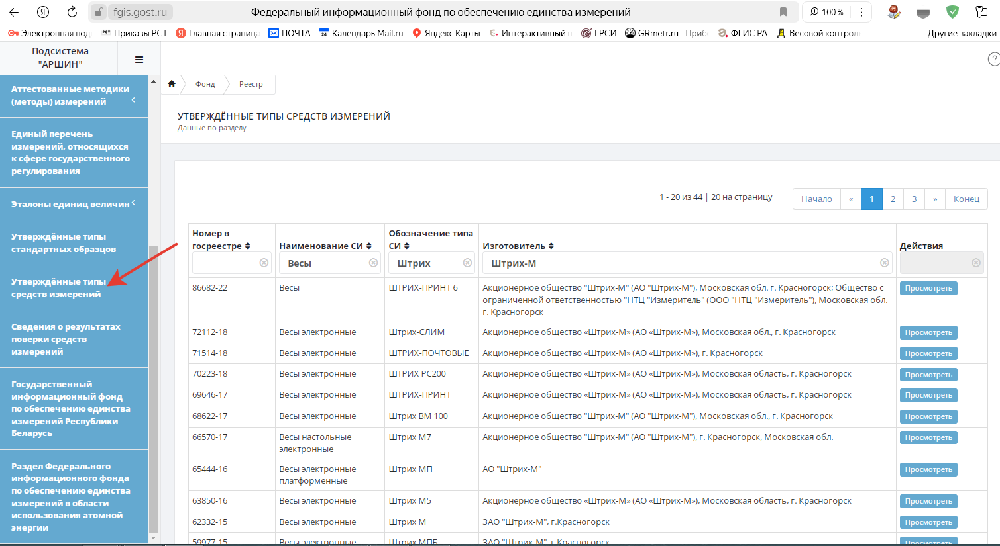 fgis.gost.ru
Федеральный информационный фонд по обеспечению единства измерений
100 %
Электронная под
Приказы РСТ
Главная страница
ПОЧТА
24
Календарь Mail.ru
Яндекс Карты
Интерактивный
ГРСИ
GRmetr.ru - Приб
ФГИС РА
Весовой контрол
Другие закладки
Подсистема
"АРШИН"
Аттестованные методики
(методы) измерений
Единый перечень
измерений, относящихся
к сфере государственного
регулирования
Эталоны единиц величин
Утверждённые типы
стандартных образцов
Утверждённые типы
средств измерений
Сведения о результатах
поверки средств
измерений
Государственный
информационный фонд
по обеспечению единства
измерений Республики
Беларусь
Раздел Федерального
информационного фонда
по обеспечению единства
измерений в области
использования атомной
энергии
Фонд
Реестр
УТВЕРЖДЁННЫЕ ТИПЫ СРЕДСТВ ИЗМЕРЕНИЙ
Данные по разделу
1 - 20 из 44 | 20 на страницу
Начало « 1 2 3 » Конец
Номер в
госреестре
Наименование СИ
Обозначение типа
СИ
Изготовитель
Действия
Весы
Штрих
Штрих-М
86682-22 Весы ШТРИХ-ПРИНТ 6 Акционерное общество "Штрих-М" (АО "Штрих-М"), Московская обл. г. Красногорск; Общество с Просмотреть
ограниченной ответственностью "НТЦ "Измеритель" (ООО "НТЦ "Измеритель"), Московская обл.
г. Красногорск
72112-18 Весы электронные Штрих-СЛИМ Акционерное общество «Штрих-М» (АО «Штрих-М»), Московская обл., г. Красногорск Просмотреть
71514-18 Весы электронные ШТРИХ-ПОЧТОВЫЕ Акционерное общество «Штрих-М» (АО «Штрих-М»), г. Красногорск Просмотреть
70223-18 Весы электронные ШТРИХ РС200 Акционерное общество «Штрих-М» (АО «Штрих-М»), Московская область, г. Красногорск Просмотреть
69646-17 Весы электронные ШТРИХ-ПРИНТ Акционерное общество «Штрих-М» (АО «Штрих-М»), Московская область, г. Красногорск Просмотреть
68622-17 Весы электронные Штрих ВМ 100 Акционерное общество "Штрих-М" (АО "Штрих-М"), Московская обл., г. Красногорск Просмотреть
66570-17 Весы настольные Штрих М7 Акционерное общество "Штрих-М" (АО "Штрих-М"), г. Красногорск, Московская обл. Просмотреть
электронные
65444-16 Весы электронные Штрих МП АО "Штрих-М" Просмотреть
платформенные
63850-16 Весы электронные Штрих М5 Акционерное общество «Штрих-М» (АО «Штрих-М»), Московская область, г. Красногорск Просмотреть
62332-15 Весы электронные Штрих М ЗАО "Штрих-М", г.Красногорск Просмотреть
59977-15 Весы электронные Штрих МПБ ЗАО "Штрих-М", г.Красногорск Просмотреть